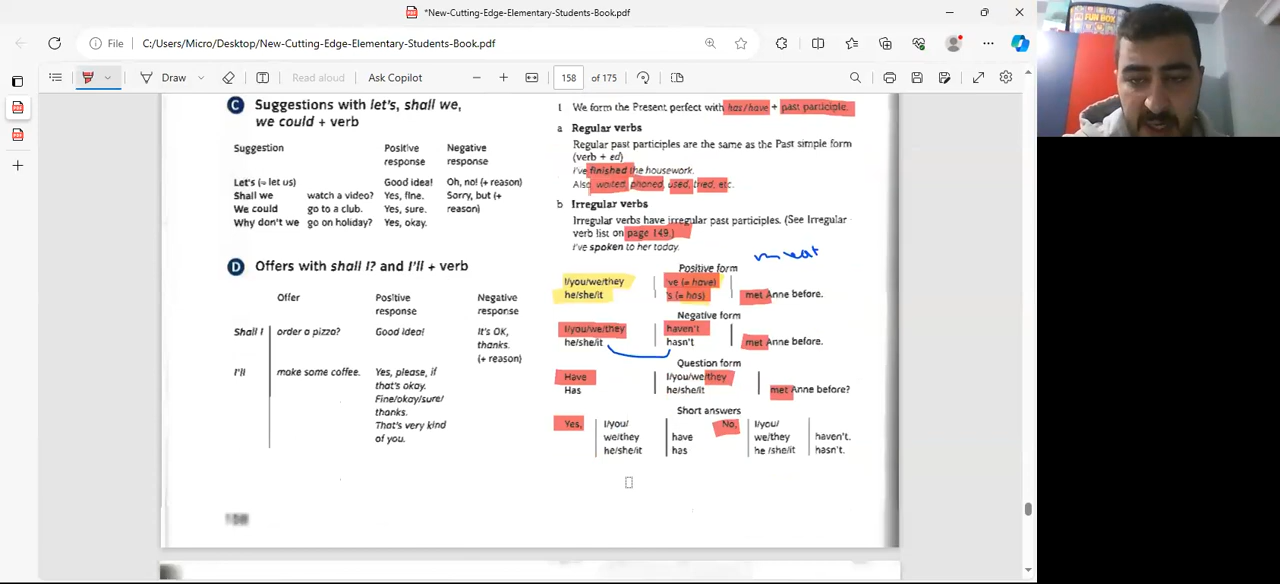 *New-Cutting-Edge-Elementary-Students-Book.pdf
File C:/Users/Micro/Desktop/New-Cutting-Edge-Elementary-Students-Book.pdf
Draw Read aloud Ask Copilot 158 of 175
C Suggestions with let's, shall we,
we could + verb
Suggestion Positive response Negative response
Let's (= let us) Good idea! Oh, no! (+ reason)
Shall we watch a video? Yes, fine. Sorry, but (+
We could go to a club. Yes, sure. reason)
Why don't we go on holiday? Yes, okay.
D Offers with shall I? and I'll + verb
Offer Positive response Negative response
Shall I order a pizza? Good idea! It's OK,
thanks.
(+ reason)
I'll make some coffee. Yes, please, if
that's okay.
Fine/okay/sure/
thanks.
That's very kind
of you.
158
1 We form the Present perfect with has/have + past participle.
a Regular verbs
Regular past participles are the same as the Past simple form
(verb + ed)
I've finished the housework.
Also waited, phoned, used, tried, etc.
b Irregular verbs
Irregular verbs have irregular past participles. (See Irregular
verb list on page 149.)
I've spoken to her today.
Positive form
I/you/we/they 've (= have)
he/she/it 's (= has) met Anne before.
Negative form
I/you/we/they haven't
he/she/it hasn't met Anne before.
Question form
Have I/you/we/they
Has he/she/it met Anne before?
Short answers
Yes, I/you/ No, I/you/
we/they have we/they haven't.
he/she/it has he/she/it hasn't.
FUN BOX